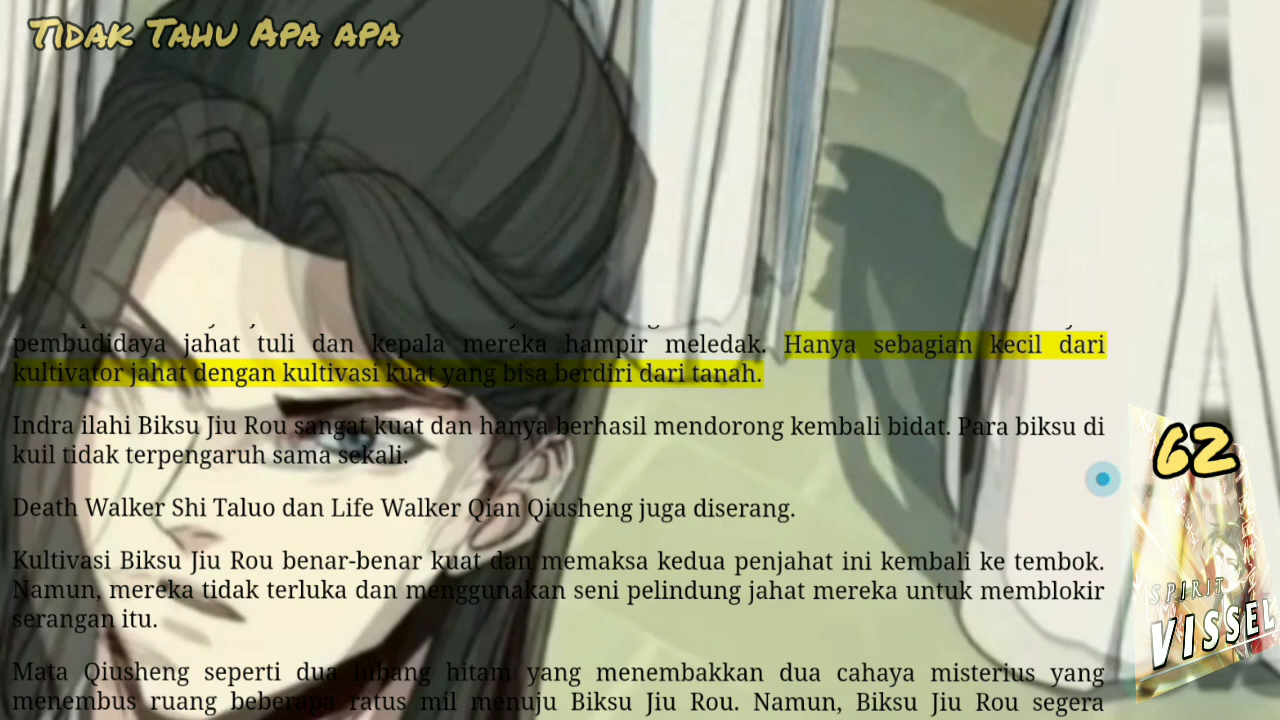 Tidak Tahu Apa apa
pembudidaya jahat tuli dan kepala mereka hampir meledak. Hanya sebagian kecil dari
kultivator jahat dengan kultivasi kuat yang bisa berdiri dari tanah.
Indra ilahi Biksu Jiu Rou sangat kuat dan hanya berhasil mendorong kembali bidat. Para biksu di
kuil tidak terpengaruh sama sekali.
Death Walker Shi Taluo dan Life Walker Qian Qiusheng juga diserang.
Kultivasi Biksu Jiu Rou benar-benar kuat dan memaksa kedua penjahat ini kembali ke tembok.
Namun, mereka tidak terluka dan menggunakan seni pelindung jahat mereka untuk memblokir
serangan itu.
Mata Qiusheng seperti dua lubang hitam yang menembakkan dua cahaya misterius yang
menembus ruang beberapa ratus mil menuju Biksu Jiu Rou. Namun, Biksu Jiu Rou segera
62
SPIRIT
VISSEL